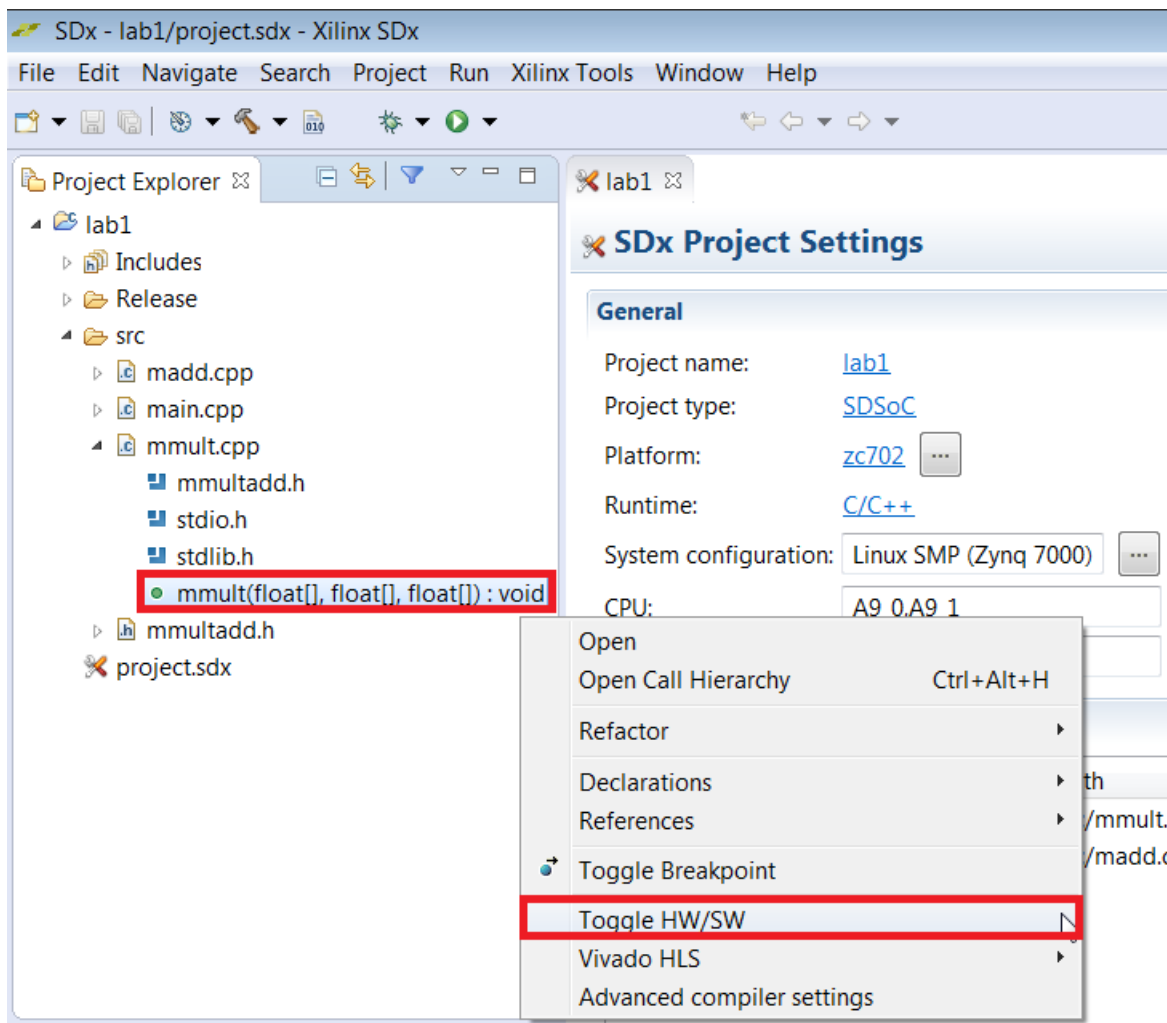 SDx - lab1/project.sdx - Xilinx SDx
File Edit Navigate Search Project Run Xilinx Tools Window Help
010
Project Explorer
lab1
Includes
Release
src
madd.cpp
main.cpp
mmult.cpp
mmultadd.h
stdio.h
stdlib.h
mmult(float[], float[], float[]) : void
mmultadd.h
project.sdx
lab1
SDx Project Settings
General
Project name: lab1
Project type: SDSoC
Platform: zc702 ...
Runtime: C/C++
System configuration: Linux SMP (Zynq 7000) ...
CPU: A9_0,A9_1
Open
Open Call Hierarchy Ctrl+Alt+H
Refactor
Declarations
References
Toggle Breakpoint
Toggle HW/SW
Vivado HLS
Advanced compiler settings
th
/mmult.
/madd.c